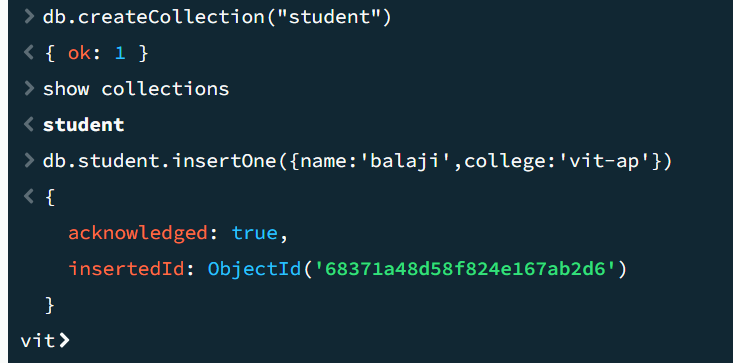 > db.createCollection("student")
< { ok: 1 }
> show collections
< student
> db.student.insertOne({name:'balaji',college:'vit-ap'})
< {
acknowledged: true,
insertedId: ObjectId('68371a48d58f824e167ab2d6')
}
vit>